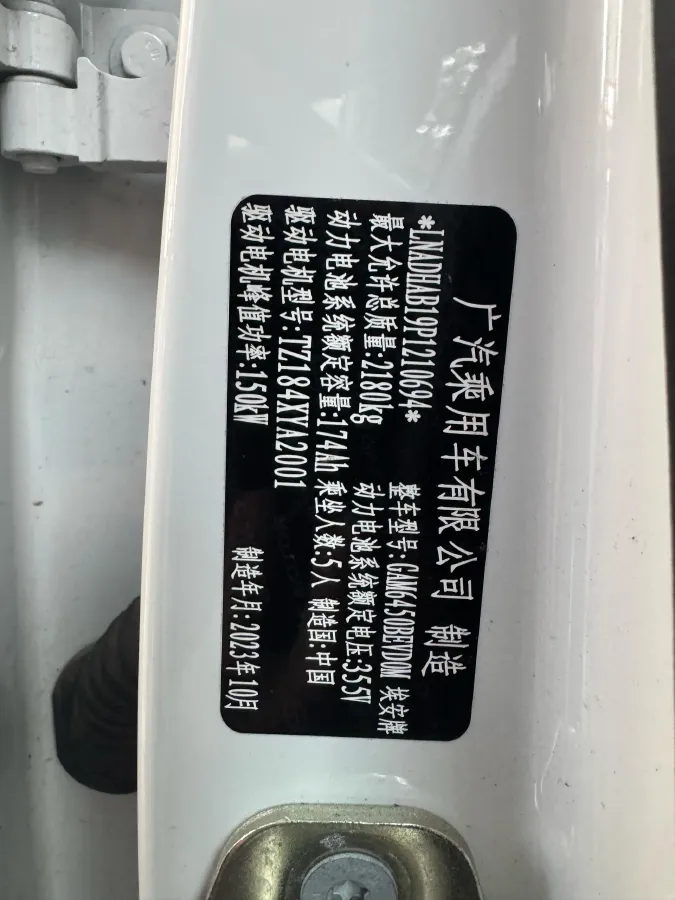 广汽乘用车有限公司 制造
*LNADHAB19P1210694* 整车型号:GAM6450BEVD0M 埃安牌
最大允许总质量:2180kg 动力电池系统额定电压:355V
动力电池系统额定容量:174Ah 乘坐人数:5人 制造国:中国
驱动电机型号:TZ184XYA2001
驱动电机峰值功率:150kW 制造年月:2023年10月